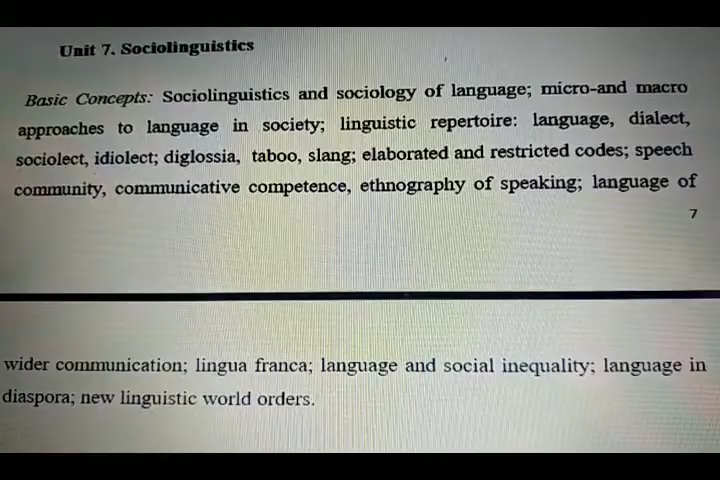 Unit 7. Sociolinguistics
Basic Concepts: Sociolinguistics and sociology of language; micro-and macro
approaches to language in society; linguistic repertoire: language, dialect,
sociolect, idiolect; diglossia, taboo, slang; elaborated and restricted codes; speech
community, communicative competence, ethnography of speaking; language of
7
wider communication; lingua franca; language and social inequality; language in
diaspora; new linguistic world orders.